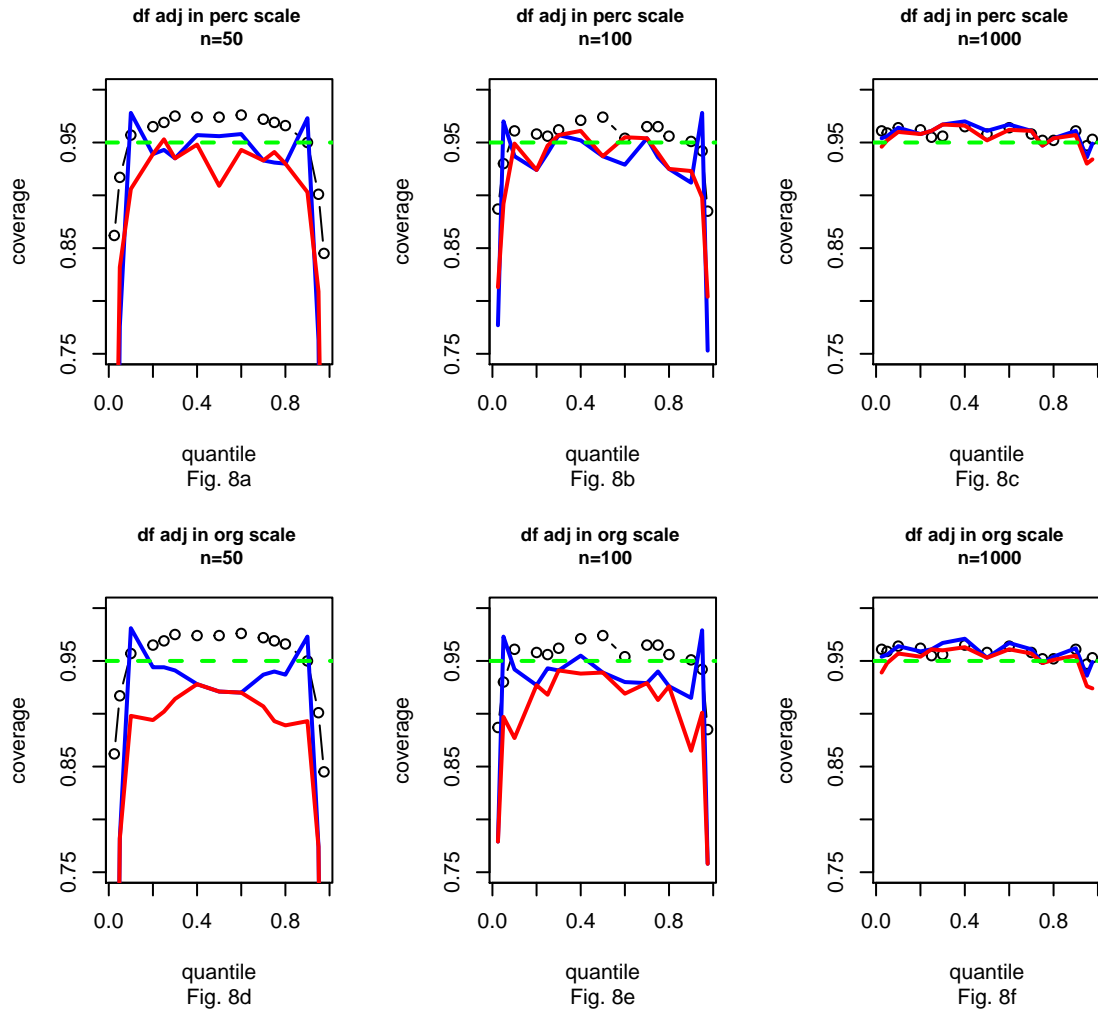 df adj in perc scale
n=50
coverage
0.75
0.85
0.95
0.0
0.4
0.8
quantile
Fig. 8a
df adj in perc scale
n=100
coverage
0.75
0.85
0.95
0.0
0.4
0.8
quantile
Fig. 8b
df adj in perc scale
n=1000
coverage
0.75
0.85
0.95
0.0
0.4
0.8
quantile
Fig. 8c
df adj in org scale
n=50
coverage
0.75
0.85
0.95
0.0
0.4
0.8
quantile
Fig. 8d
df adj in org scale
n=100
coverage
0.75
0.85
0.95
0.0
0.4
0.8
quantile
Fig. 8e
df adj in org scale
n=1000
coverage
0.75
0.85
0.95
0.0
0.4
0.8
quantile
Fig. 8f